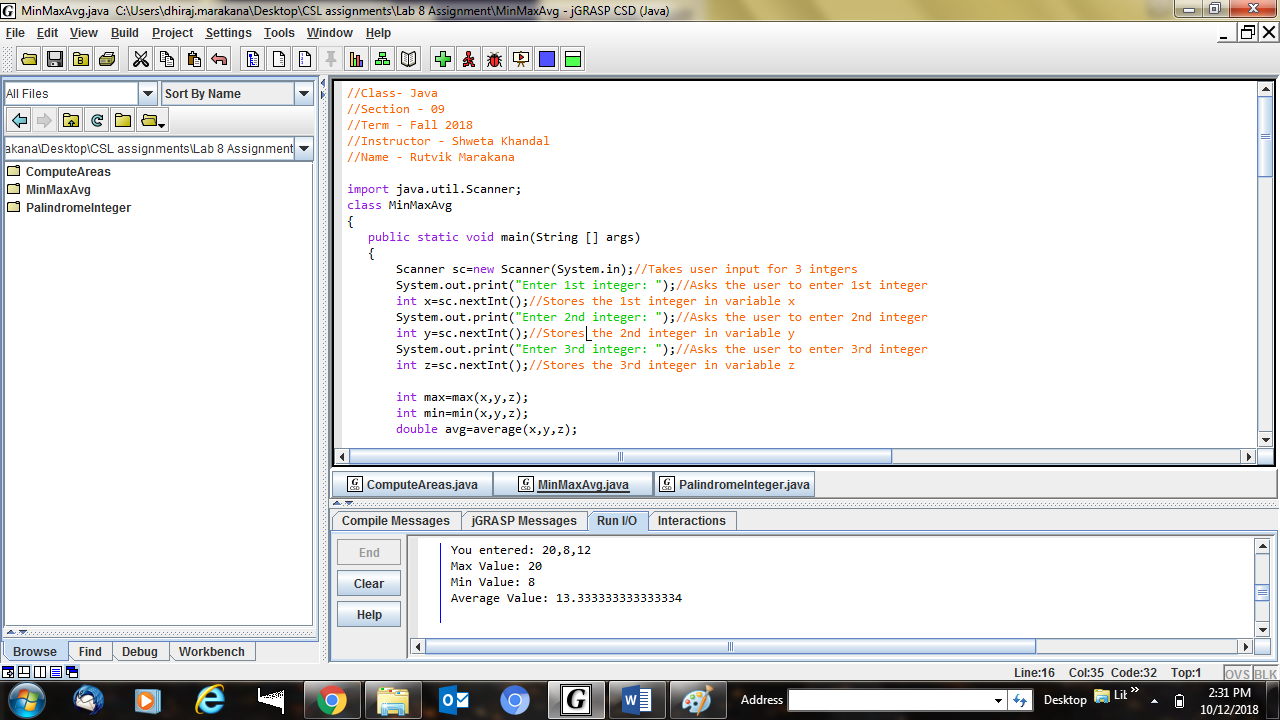 MinMaxAvg.java  C:\Users\dhiraj.marakana\Desktop\CSL assignments\Lab 8 Assignment\MinMaxAvg - jGRASP CSD (Java)
File Edit View Build Project Settings Tools Window Help
All Files
Sort By Name
akana\Desktop\CSL assignments\Lab 8 Assignment
ComputeAreas
MinMaxAvg
PalindromeInteger
Browse Find Debug Workbench
//Class- Java
//Section - 09
//Term - Fall 2018
//Instructor - Shweta Khandal
//Name - Rutvik Marakana
import java.util.Scanner;
class MinMaxAvg
{
public static void main(String [] args)
{
Scanner sc=new Scanner(System.in);//Takes user input for 3 intgers
System.out.print("Enter 1st integer: ");//Asks the user to enter 1st integer
int x=sc.nextInt();//Stores the 1st integer in variable x
System.out.print("Enter 2nd integer: ");//Asks the user to enter 2nd integer
int y=sc.nextInt();//Stores the 2nd integer in variable y
System.out.print("Enter 3rd integer: ");//Asks the user to enter 3rd integer
int z=sc.nextInt();//Stores the 3rd integer in variable z
int max=max(x,y,z);
int min=min(x,y,z);
double avg=average(x,y,z);
ComputeAreas.java MinMaxAvg.java PalindromeInteger.java
Compile Messages jGRASP Messages Run I/O Interactions
End
Clear
Help
You entered: 20,8,12
Max Value: 20
Min Value: 8
Average Value: 13.333333333333334
Line:16 Col:35 Code:32 Top:1 OVS BLK
Address
Desktop
Lit
2:31 PM
10/12/2018